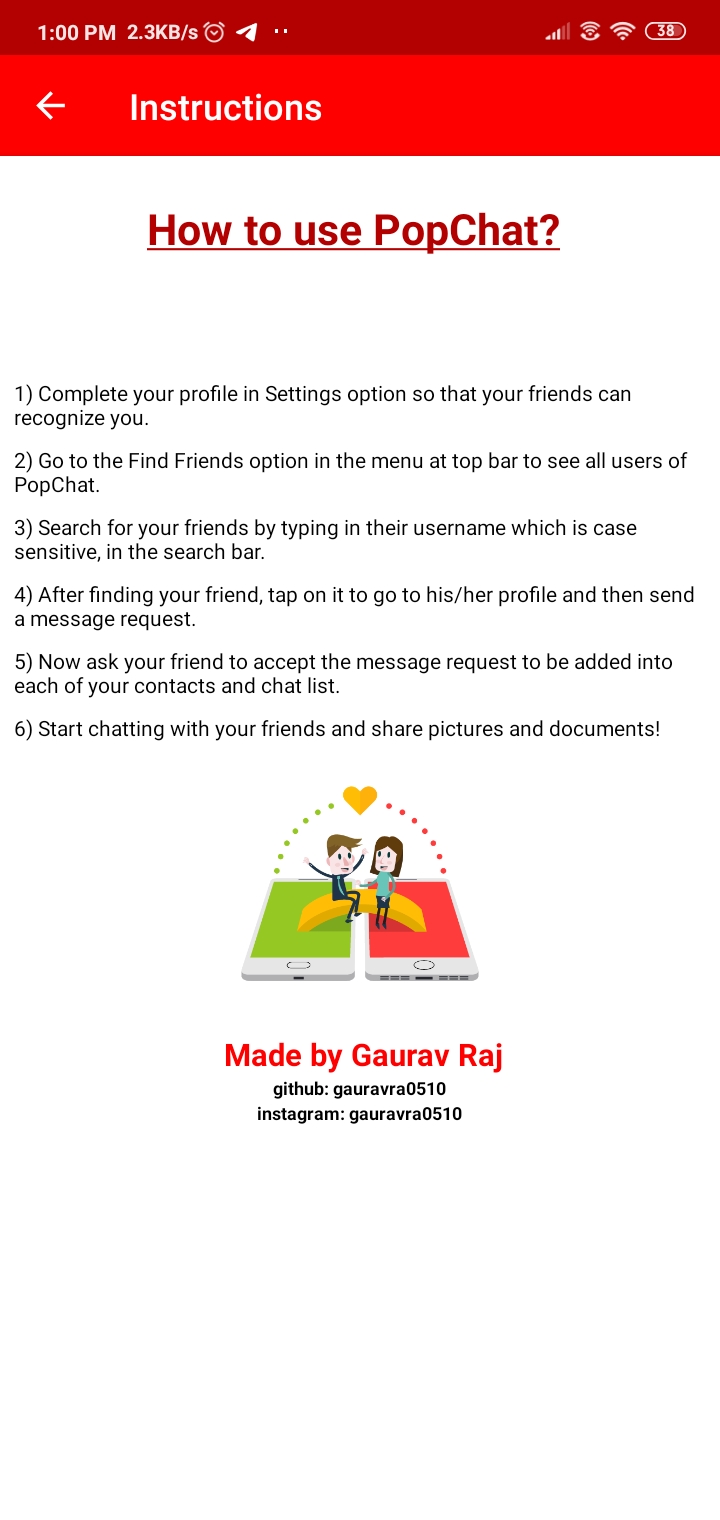 1:00 PM 2.3KB/s 38
Instructions
How to use PopChat?
1) Complete your profile in Settings option so that your friends can
recognize you.
2) Go to the Find Friends option in the menu at top bar to see all users of
PopChat.
3) Search for your friends by typing in their username which is case
sensitive, in the search bar.
4) After finding your friend, tap on it to go to his/her profile and then send
a message request.
5) Now ask your friend to accept the message request to be added into
each of your contacts and chat list.
6) Start chatting with your friends and share pictures and documents!
Made by Gaurav Raj
github: gauravra0510
instagram: gauravra0510